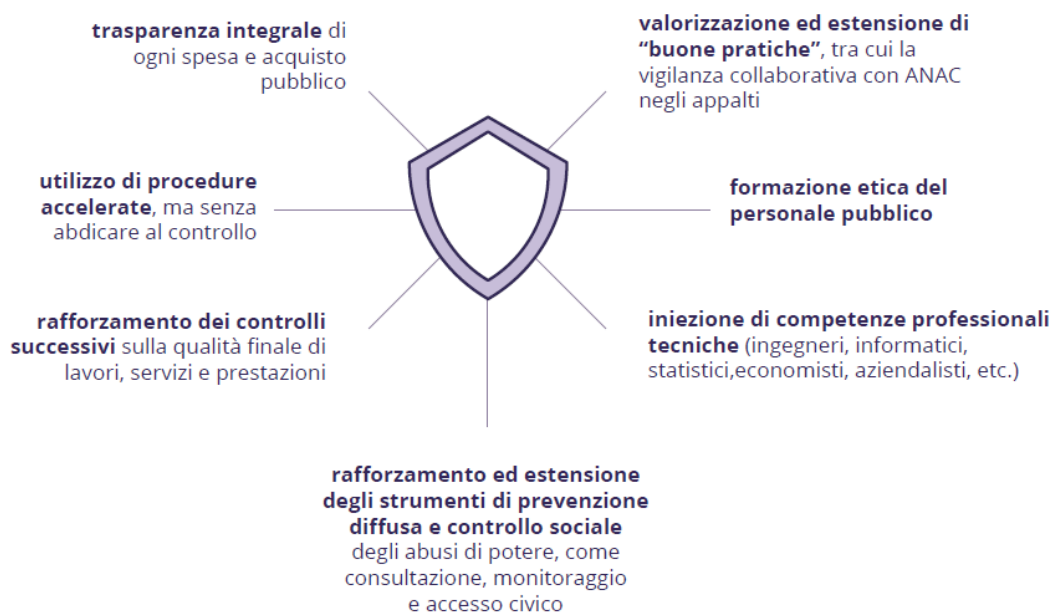 trasparenza integrale di
ogni spesa e acquisto
pubblico
valorizzazione ed estensione di
“buone pratiche”, tra cui la
vigilanza collaborativa con ANAC
negli appalti
utilizzo di procedure
accelerate, ma senza
abdicare al controllo
formazione etica del
personale pubblico
rafforzamento dei controlli
successivi sulla qualità finale di
lavori, servizi e prestazioni
iniezione di competenze professionali
tecniche (ingegneri, informatici,
statistici,economisti, aziendalisti, etc.)
rafforzamento ed estensione
degli strumenti di prevenzione
diffusa e controllo sociale
degli abusi di potere, come
consultazione, monitoraggio
e accesso civico